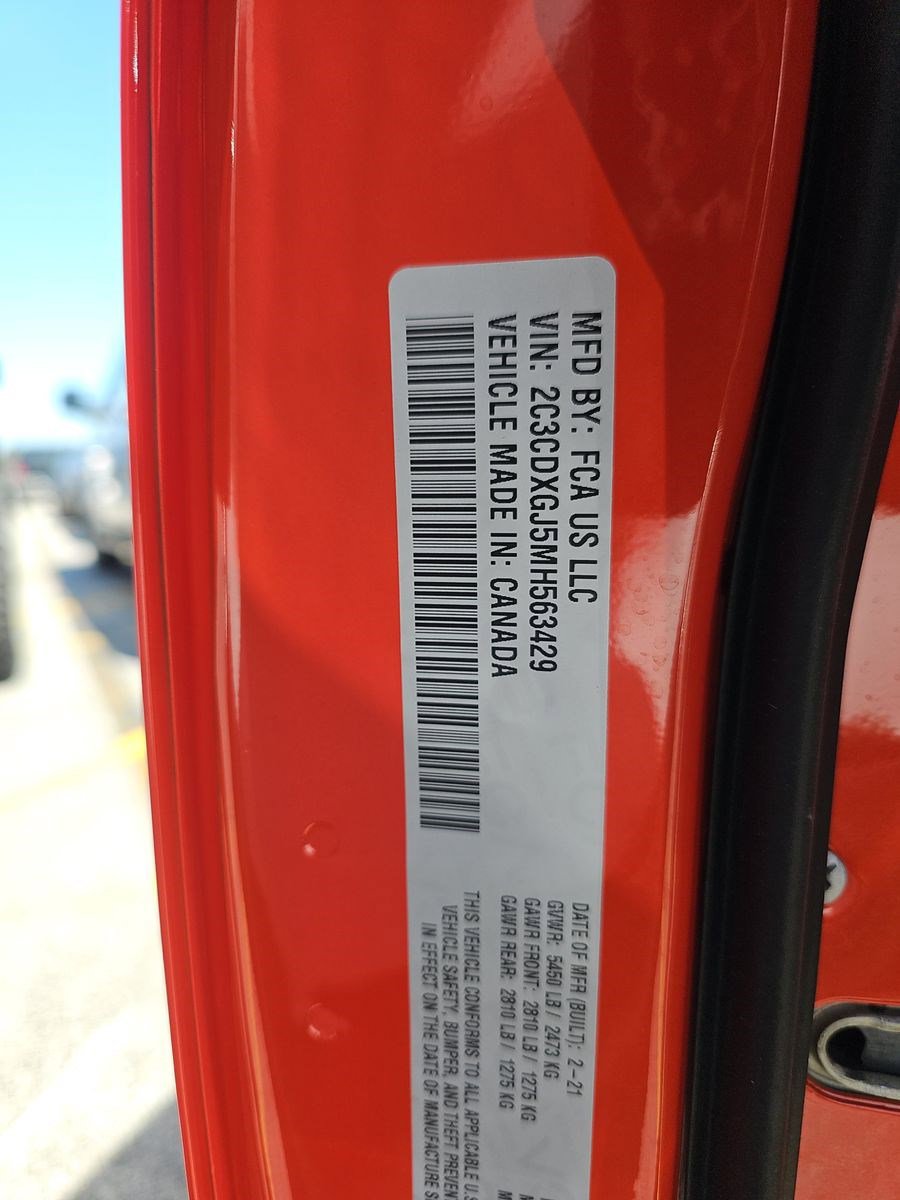 MFD BY: FCA US LLC
VIN: 2C3CDXGJ5MH563429
VEHICLE MADE IN: CANADA
DATE OF MFR (BUILT): 2-21
GVWR: 5450 LB / 2473 KG
GAWR FRONT: 2810 LB / 1275 KG
GAWR REAR: 2810 LB / 1275 KG
THIS VEHICLE CONFORMS TO ALL APPLICABLE U.S
VEHICLE SAFETY, BUMPER, AND THEFT PREVEN
IN EFFECT ON THE DATE OF MANUFACTURE S